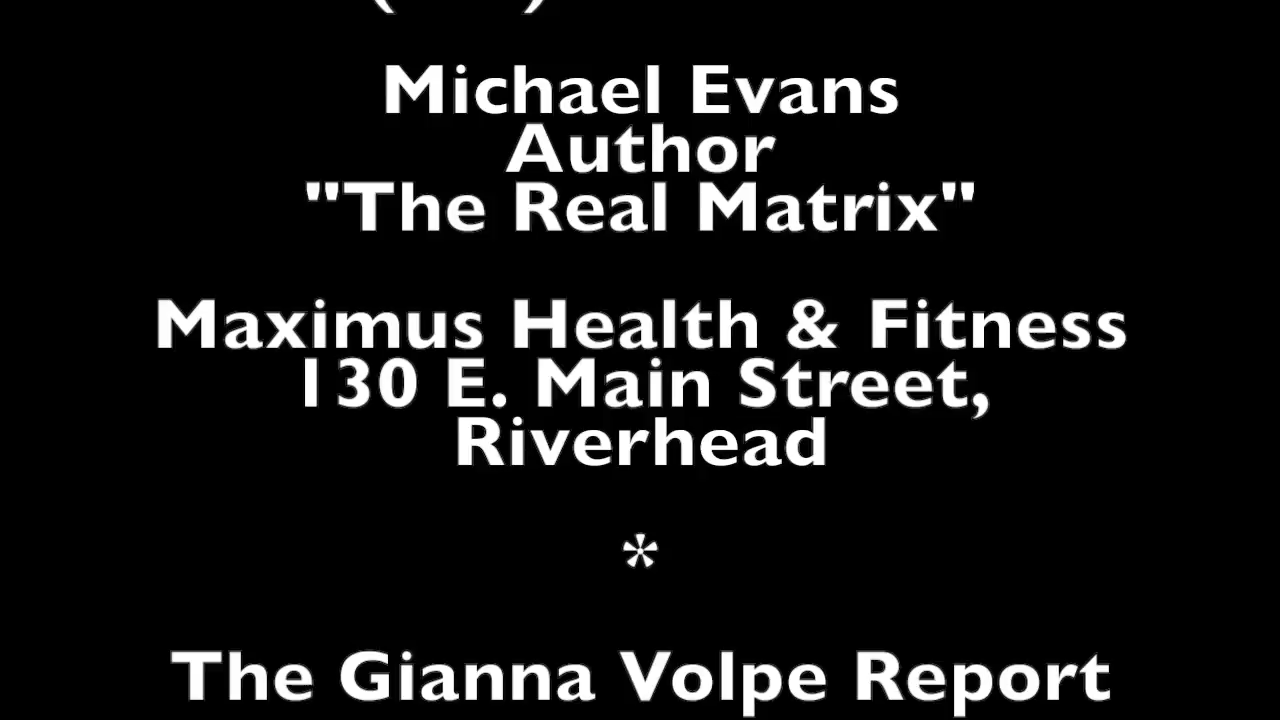 Michael Evans
Author
"The Real Matrix"
Maximus Health & Fitness
130 E. Main Street,
Riverhead
*
The Gianna Volpe Report